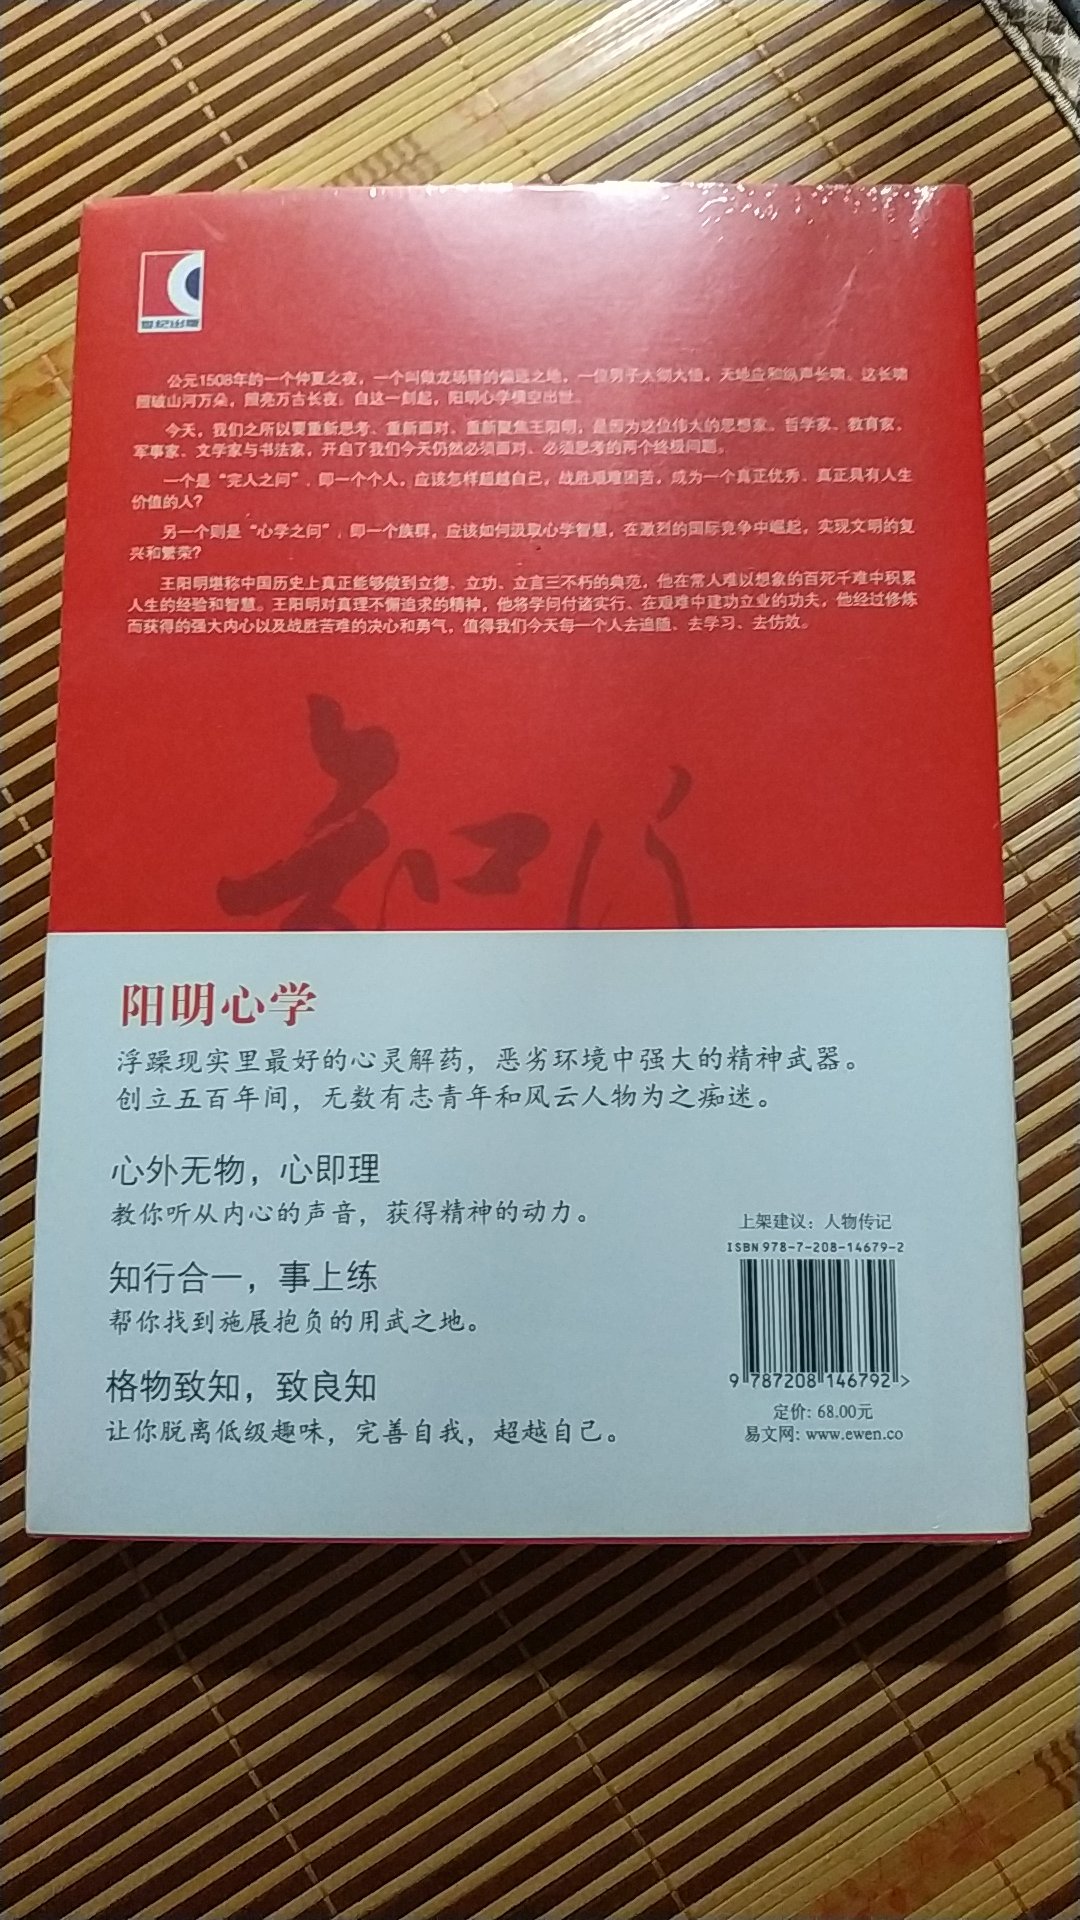 公元1508年的一个仲夏之夜，一个叫做龙场驿的偏远之地，一位男子大彻大悟，天地应和纵声长啸。这长啸
照破山河万朵，照亮万古长夜。自这一刻起，阳明心学横空出世。
今天，我们之所以要重新思考、重新面对、重新聚焦王阳明，是因为这位伟大的思想家、哲学家、教育家、
军事家、文学家与书法家，开启了我们今天仍然必须面对、必须思考的两个终极问题。
一个是“完人之问”，即一个个人，应该怎样超越自己，战胜艰难困苦，成为一个真正优秀、真正具有人生
价值的人？
另一个则是“心学之问”，即一个族群，应该如何汲取心学智慧，在激烈的国际竞争中崛起，实现文明的复
兴和繁荣？
王阳明堪称中国历史上真正能够做到立德、立功、立言三不朽的典范，他在常人难以想象的百死千难中积累
人生的经验和智慧。王阳明对真理不懈追求的精神，他将学问付诸实行、在艰难中建功立业的功夫，他经过修炼
而获得的强大内心以及战胜苦难的决心和勇气，值得我们今天每一个人去追随、去学习、去仿效。
知行
阳明心学
浮躁现实里最好的心灵解药，恶劣环境中强大的精神武器。
创立五百年间，无数有志青年和风云人物为之痴迷。
心外无物，心即理
教你听从内心的声音，获得精神的动力。
知行合一，事上练
帮你找到施展抱负的用武之地。
格物致知，致良知
让你脱离低级趣味，完善自我，超越自己。
上架建议：人物传记
ISBN 978-7-208-14679-2
9 787208 146792 >
定价: 68.00元
易文网: www.ewen.co